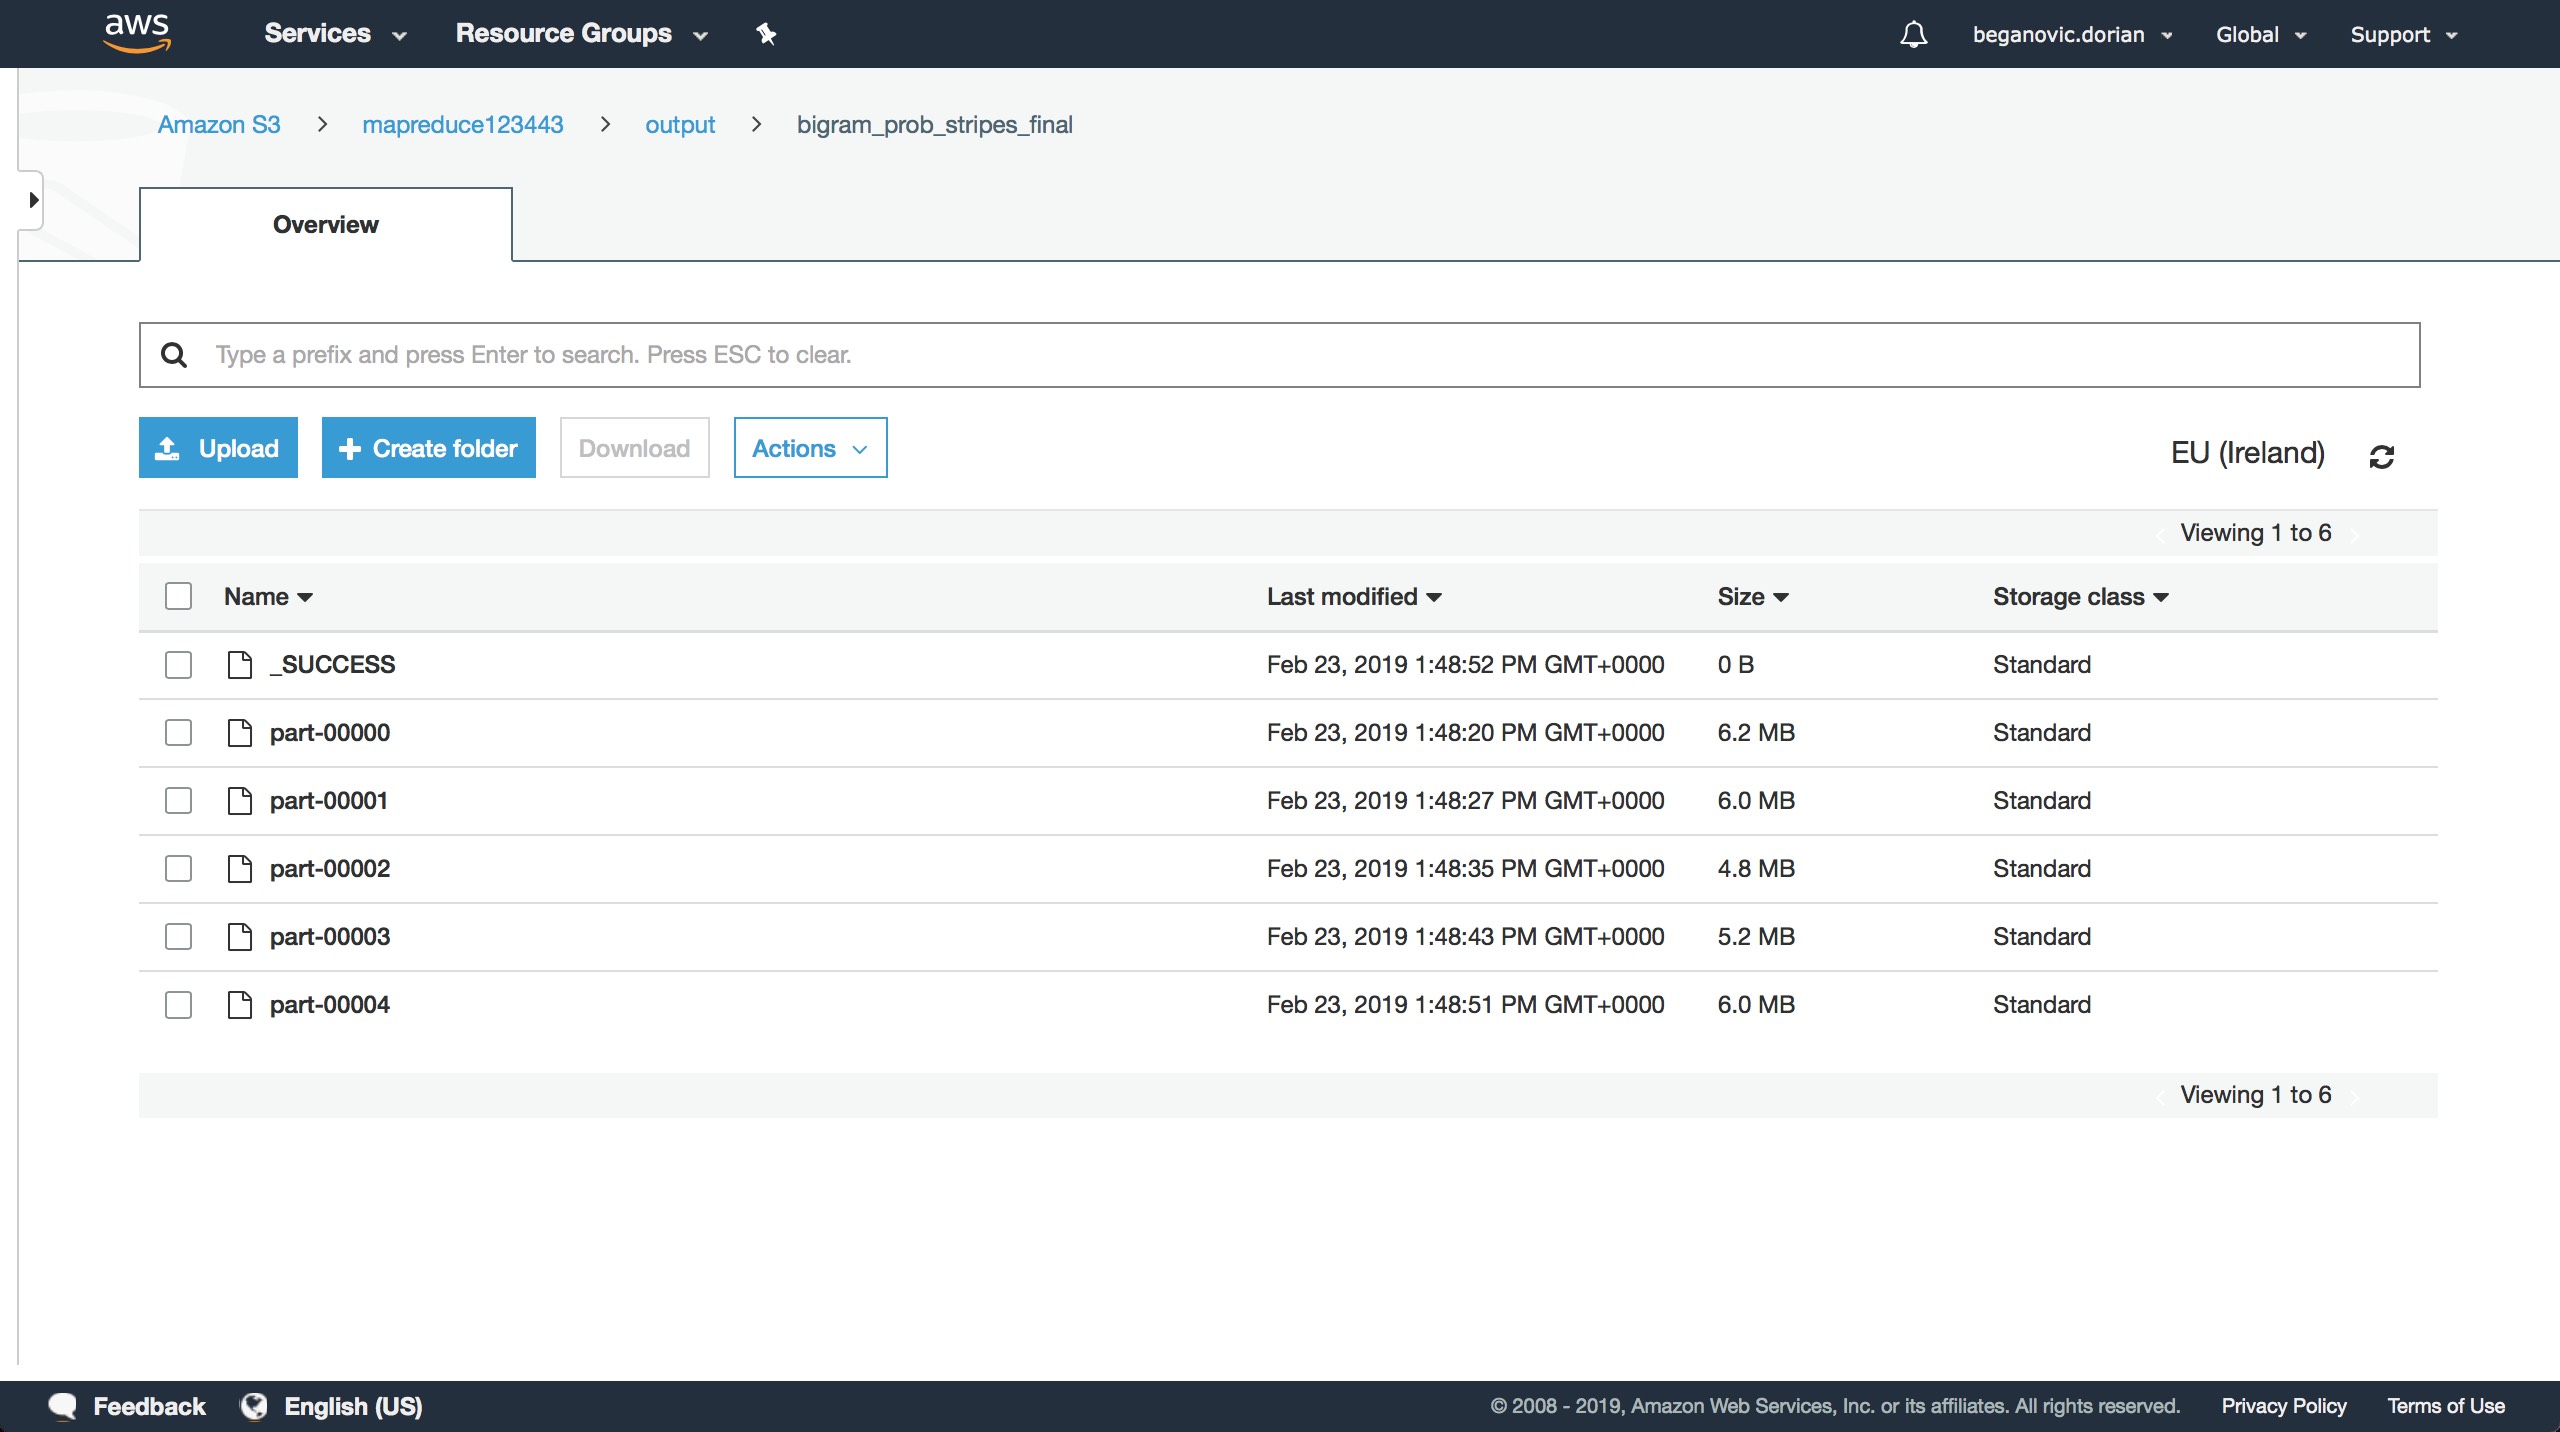 aws Services Resource Groups beganovic.dorian Global Support
Amazon S3 > mapreduce123443 > output > bigram_prob_stripes_final
Overview
Type a prefix and press Enter to search. Press ESC to clear.
Upload Create folder Download Actions EU (Ireland)
Viewing 1 to 6
Name Last modified Size Storage class
_SUCCESS Feb 23, 2019 1:48:52 PM GMT+0000 0 B Standard
part-00000 Feb 23, 2019 1:48:20 PM GMT+0000 6.2 MB Standard
part-00001 Feb 23, 2019 1:48:27 PM GMT+0000 6.0 MB Standard
part-00002 Feb 23, 2019 1:48:35 PM GMT+0000 4.8 MB Standard
part-00003 Feb 23, 2019 1:48:43 PM GMT+0000 5.2 MB Standard
part-00004 Feb 23, 2019 1:48:51 PM GMT+0000 6.0 MB Standard
Viewing 1 to 6
Feedback English (US) © 2008 - 2019, Amazon Web Services, Inc. or its affiliates. All rights reserved. Privacy Policy Terms of Use